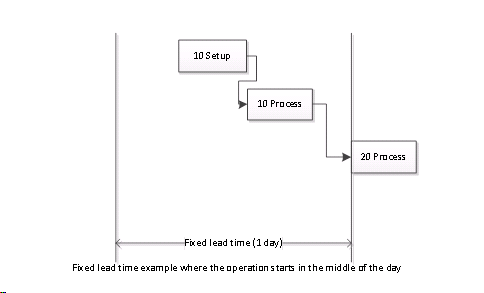 10 Setup
10 Process
20 Process
Fixed lead time (1 day)
Fixed lead time example where the operation starts in the middle of the day